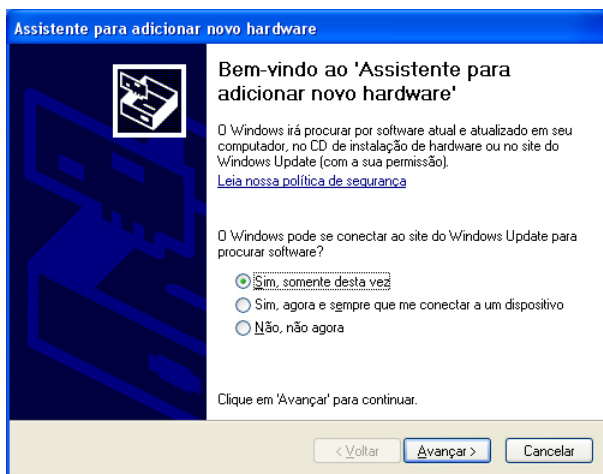 Assistente para adicionar novo hardware
Bem-vindo ao 'Assistente para
adicionar novo hardware'
O Windows irá procurar por software atual e atualizado em seu
computador, no CD de instalação de hardware ou no site do
Windows Update (com a sua permissão).
Leia nossa política de segurança
O Windows pode se conectar ao site do Windows Update para
procurar software?
Sim, somente desta vez
Sim, agora e sempre que me conectar a um dispositivo
Não, não agora
Clique em 'Avançar' para continuar.
< Voltar Avançar > Cancelar